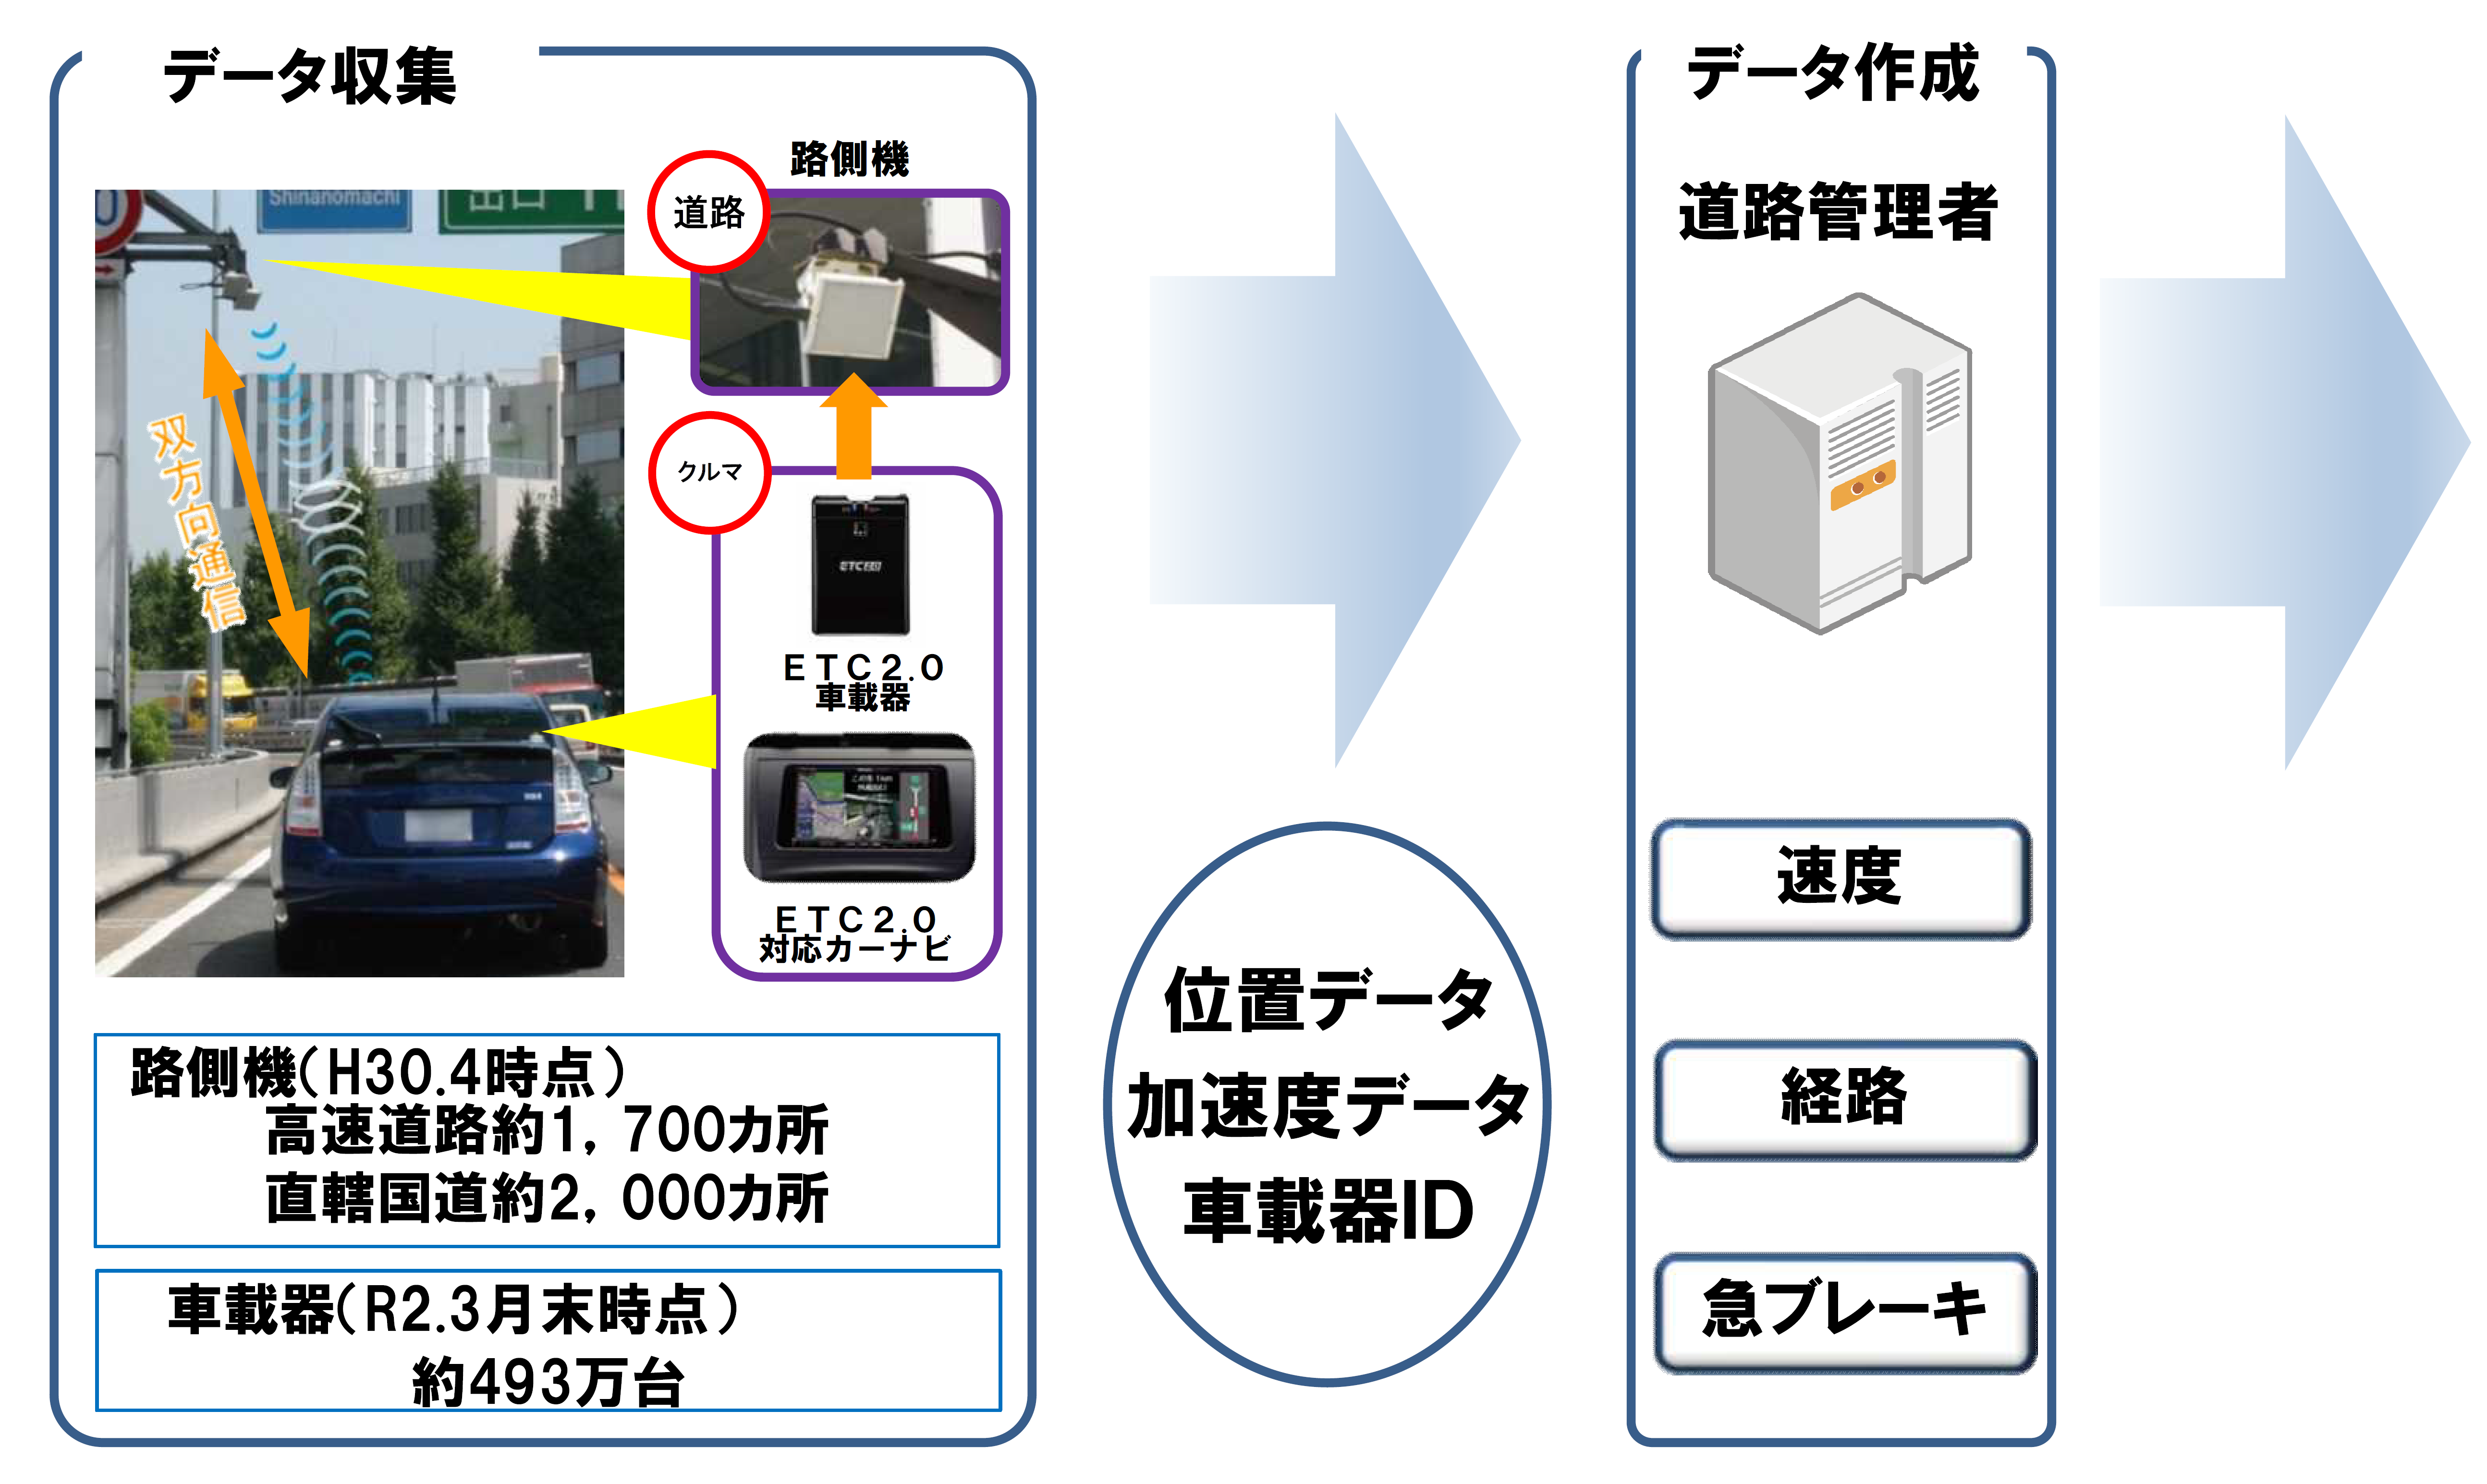 データ収集
路側機
道路
Shinanomachi
出口
双方向通信
クルマ
ETC2.0
ETC2.0
車載器
ETC2.0
対応カーナビ
路側機(H30.4時点)
高速道路約1,700カ所
直轄国道約2,000カ所
車載器(R2.3月末時点)
約493万台
位置データ
加速度データ
車載器ID
データ作成
道路管理者
速度
経路
急ブレーキ